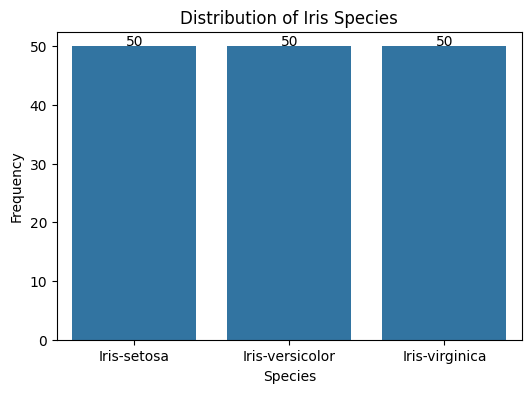 Distribution of Iris Species
50 50 50
50
40
30
20
10
0
Frequency
Iris-setosa Iris-versicolor Iris-virginica
Species